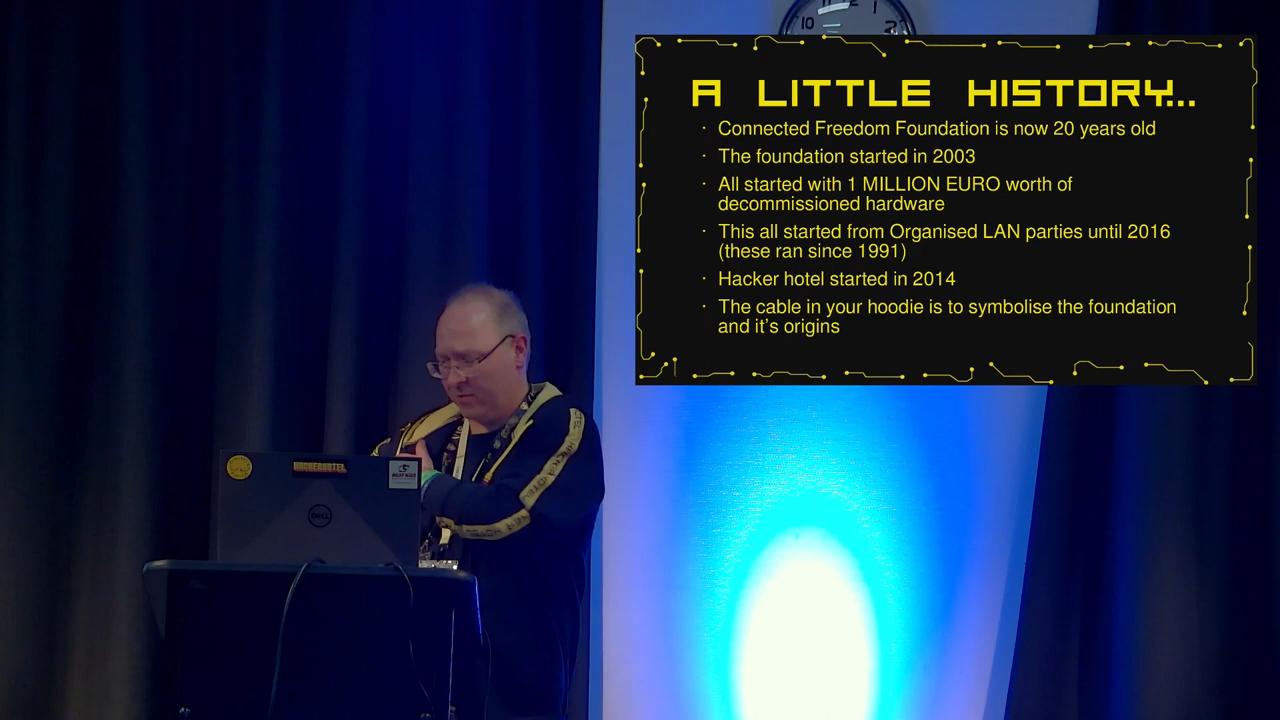 10
1
2
A LITTLE HISTORY...
· Connected Freedom Foundation is now 20 years old
· The foundation started in 2003
· All started with 1 MILLION EURO worth of
decommissioned hardware
· This all started from Organised LAN parties until 2016
(these ran since 1991)
· Hacker hotel started in 2014
· The cable in your hoodie is to symbolise the foundation
and it's origins
HACKERHOTEL
DELL